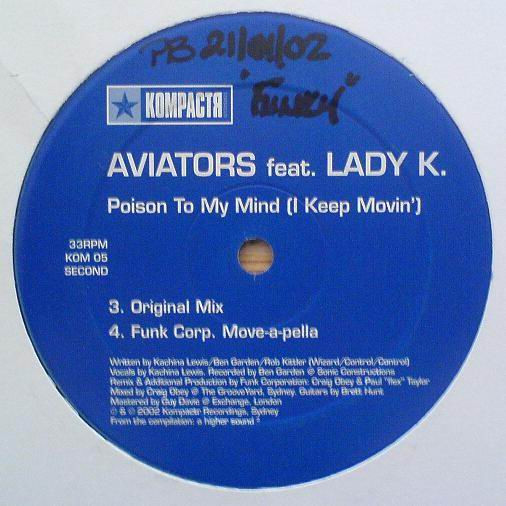 PB 21/01/02
"Funky"
KOMPACTЯ
AVIATORS feat. LADY K.
Poison To My Mind (I Keep Movin')
33RPM
KOM 05
SECOND
3. Original Mix
4. Funk Corp. Move-a-pella
Written by Kachina Lewis/Ben Garden/Rob Kittler (Wizard/Control/Control)
Vocals by Kachina Lewis. Recorded by Ben Garden @ Sonic Constructions
Remix & Additional Production by Funk Corporation: Craig Obey & Paul "Flex" Taylor
Mixed by Craig Obey @ The GrooveYard, Sydney. Guitars by Brett Hunt.
Mastered by Guy Davie @ Exchange, London
℗ & © 2002 Kompactr Recordings, Sydney
From the compilation: a higher sound ²